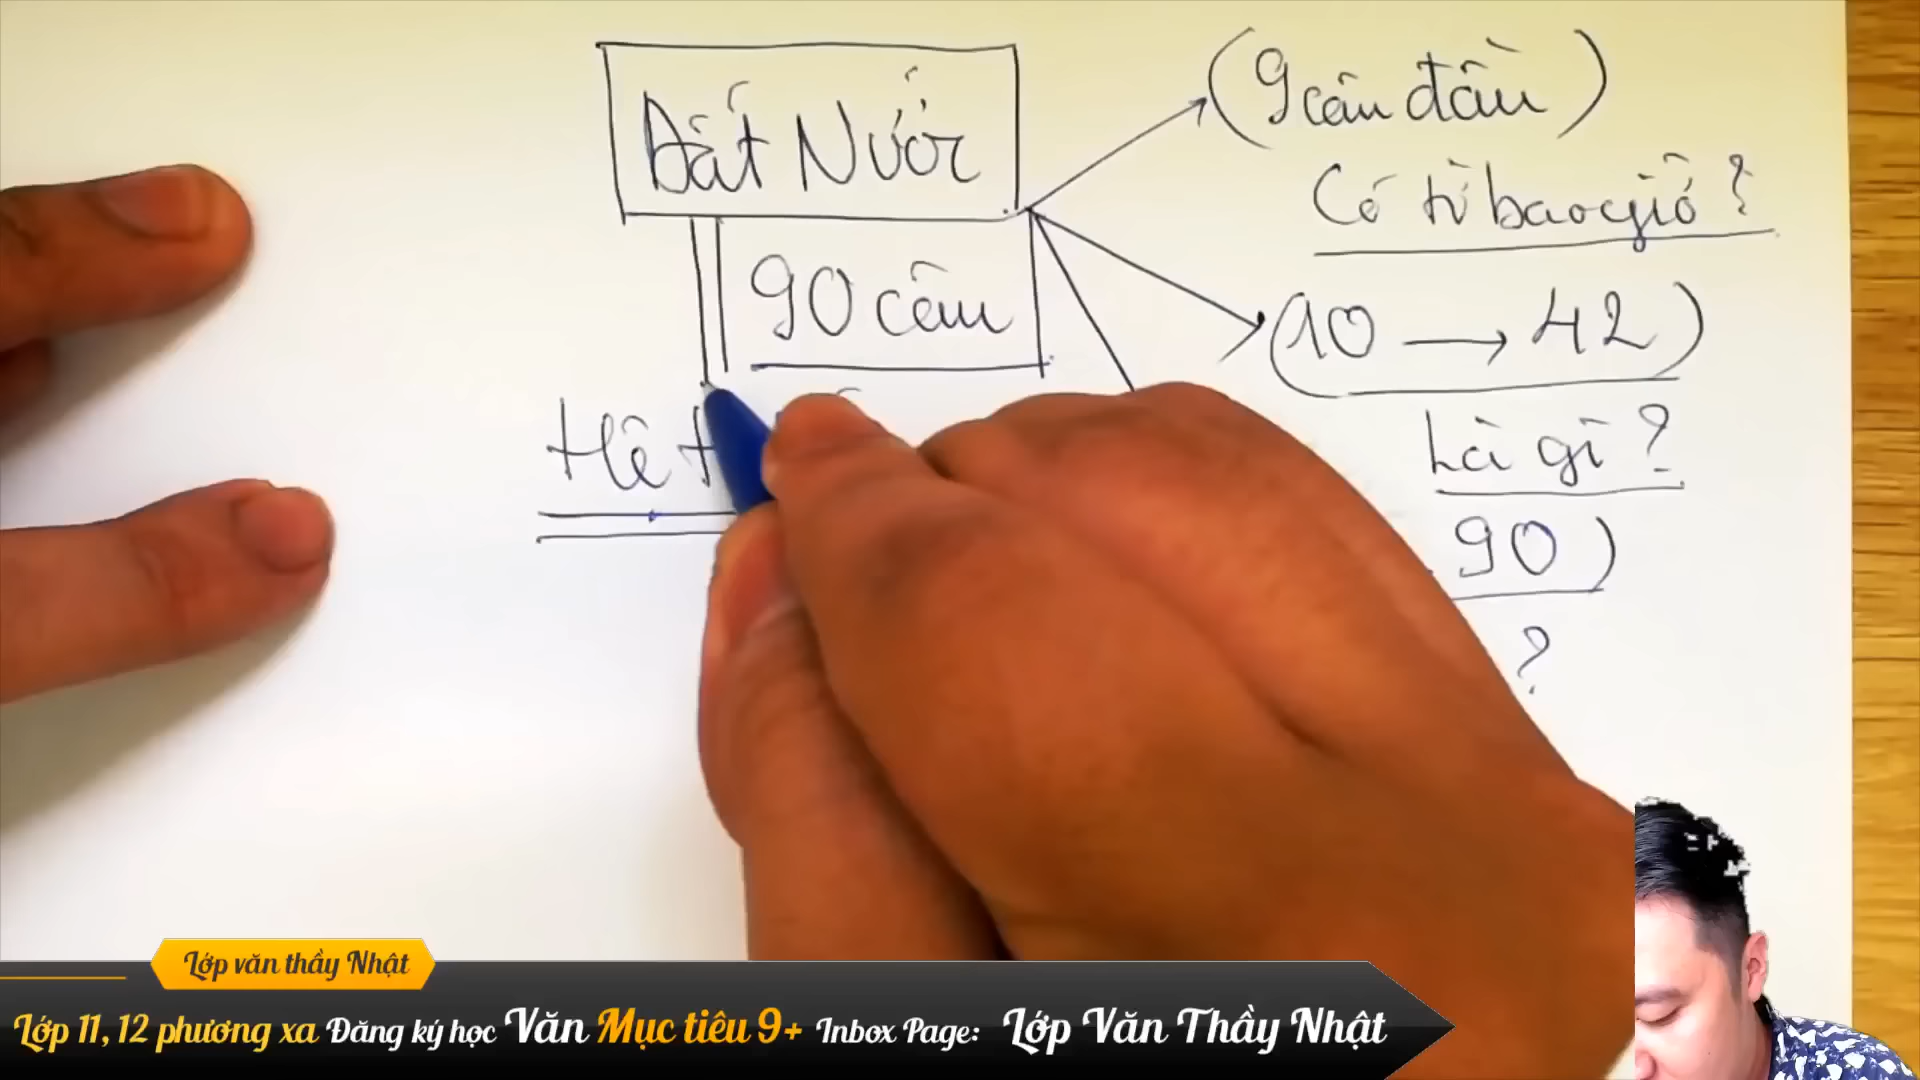 Đất Nước
90 câu
Hệ t
(9 câu đầu)
Có từ bao giờ?
(10 → 42)
Là gì?
90)
?
Lớp văn thầy Nhật
Lớp 11, 12 phương xa Đăng ký học Văn Mục tiêu 9+ Inbox Page: Lớp Văn Thầy Nhật